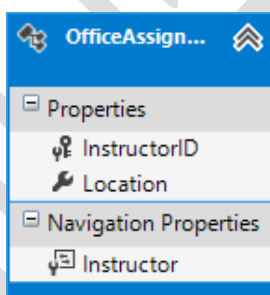 OfficeAssign...
Properties
InstructorID
Location
Navigation Properties
Instructor